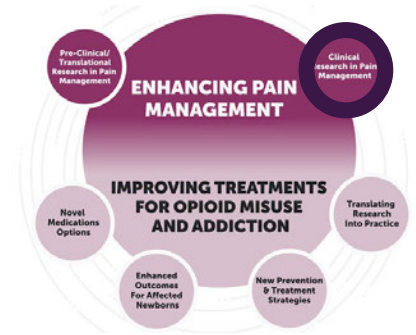 Pre-Clinical/
Translational
Research in Pain
Management
Clinical
esearch in Pain
Management
ENHANCING PAIN
MANAGEMENT
IMPROVING TREATMENTS
FOR OPIOID MISUSE
AND ADDICTION
Novel
Medications
Options
Translating
Research
Into Practice
Enhanced
Outcomes
For Affected
Newborns
New Prevention
& Treatment
Strategies